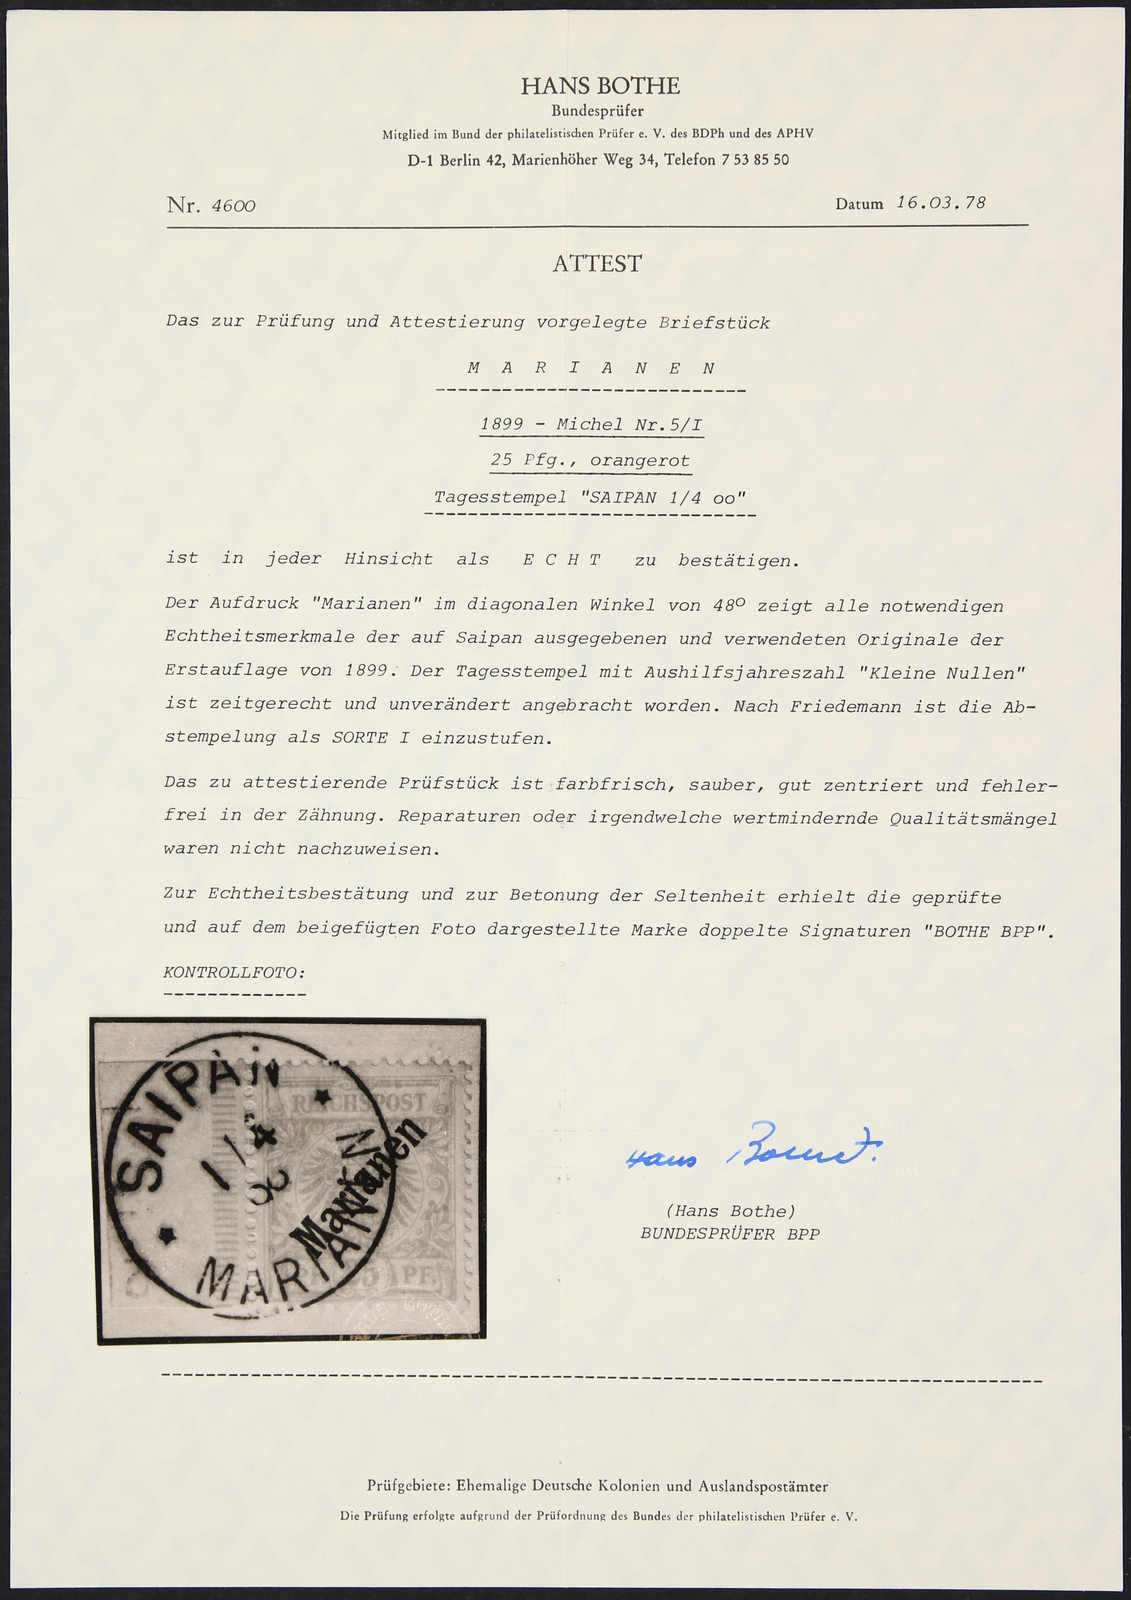 HANS BOTHE
Bundesprüfer
Mitglied im Bund der philatelistischen Prüfer e. V. des BDPh und des APHV
D-1 Berlin 42, Marienhöher Weg 34, Telefon 7 53 85 50
Nr. 4600 Datum 16.03.78
ATTEST
Das zur Prüfung und Attestierung vorgelegte Briefstück
M A R I A N E N
1899 - Michel Nr.5/I
25 Pfg., orangerot
Tagesstempel "SAIPAN 1/4 oo"
ist in jeder Hinsicht als E C H T zu bestätigen.
Der Aufdruck "Marianen" im diagonalen Winkel von 48° zeigt alle notwendigen
Echtheitsmerkmale der auf Saipan ausgegebenen und verwendeten Originale der
Erstauflage von 1899. Der Tagesstempel mit Aushilfsjahreszahl "Kleine Nullen"
ist zeitgerecht und unverändert angebracht worden. Nach Friedemann ist die Ab-
stempelung als SORTE I einzustufen.
Das zu attestierende Prüfstück ist farbfrisch, sauber, gut zentriert und fehler-
frei in der Zähnung. Reparaturen oder irgendwelche wertmindernde Qualitätsmängel
waren nicht nachzuweisen.
Zur Echtheitsbestätung und zur Betonung der Seltenheit erhielt die geprüfte
und auf dem beigefügten Foto dargestellte Marke doppelte Signaturen "BOTHE BPP".
KONTROLLFOTO:
SAIPAN
REICHSPOST
1/4
oo
Marianen
MARIANEN
PF.
Hans Bothe
(Hans Bothe)
BUNDESPRÜFER BPP
Prüfgebiete: Ehemalige Deutsche Kolonien und Auslandspostämter
Die Prüfung erfolgte aufgrund der Prüfordnung des Bundes der philatelistischen Prüfer e. V.